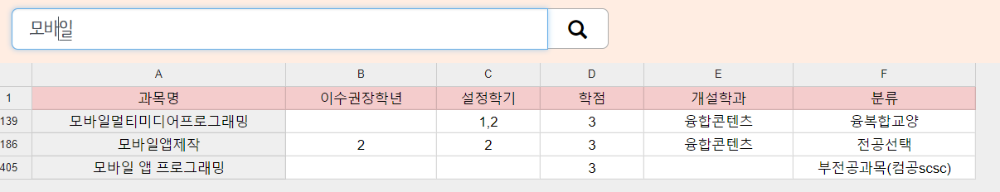 모바일
A B C D E F
1 과목명 이수권장학년 설정학기 학점 개설학과 분류
139 모바일멀티미디어프로그래밍 1,2 3 융합콘텐츠 융복합교양
186 모바일앱제작 2 2 3 융합콘텐츠 전공선택
405 모바일 앱 프로그래밍 3 부전공과목(컴공scsc)